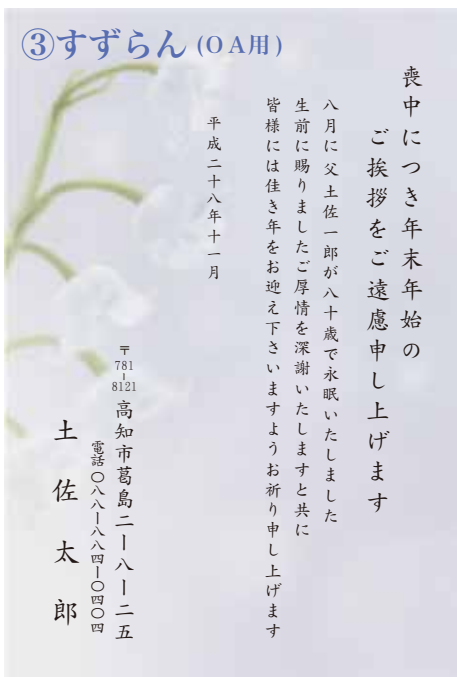 ③すずらん(OA用)
喪中につき年末年始の
ご挨拶をご遠慮申し上げます
八月に父土佐一郎が八十歳で永眠いたしました
生前に賜りましたご厚情を深謝いたしますと共に
皆様には佳き年をお迎え下さいますようお祈り申し上げます
平成二十八年十一月
〒781-8121 高知市葛島二ー八ー二五
電話〇八八ー八八四ー〇四〇四
土佐太郎